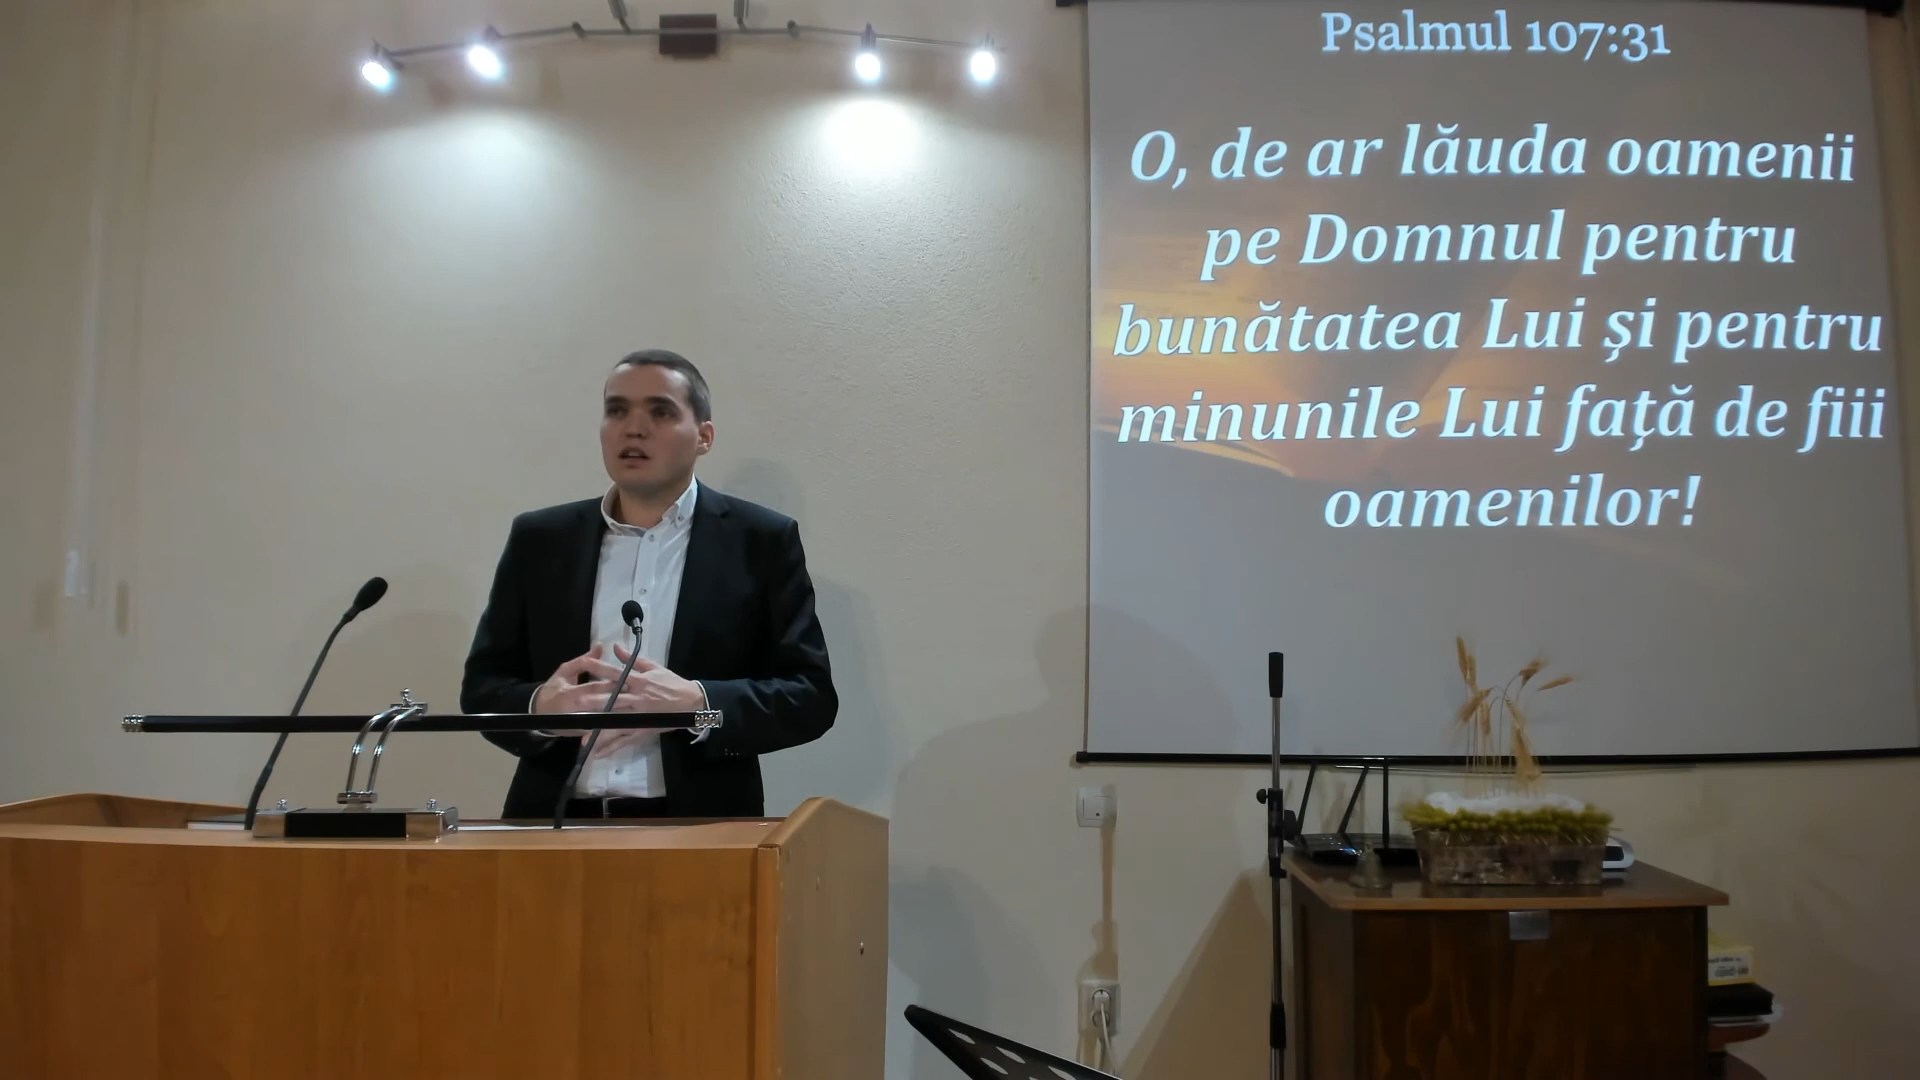 Psalmul 107:31
O, de ar lăuda oamenii
pe Domnul pentru
bunătatea Lui şi pentru
minunile Lui faţă de fiii
oamenilor!